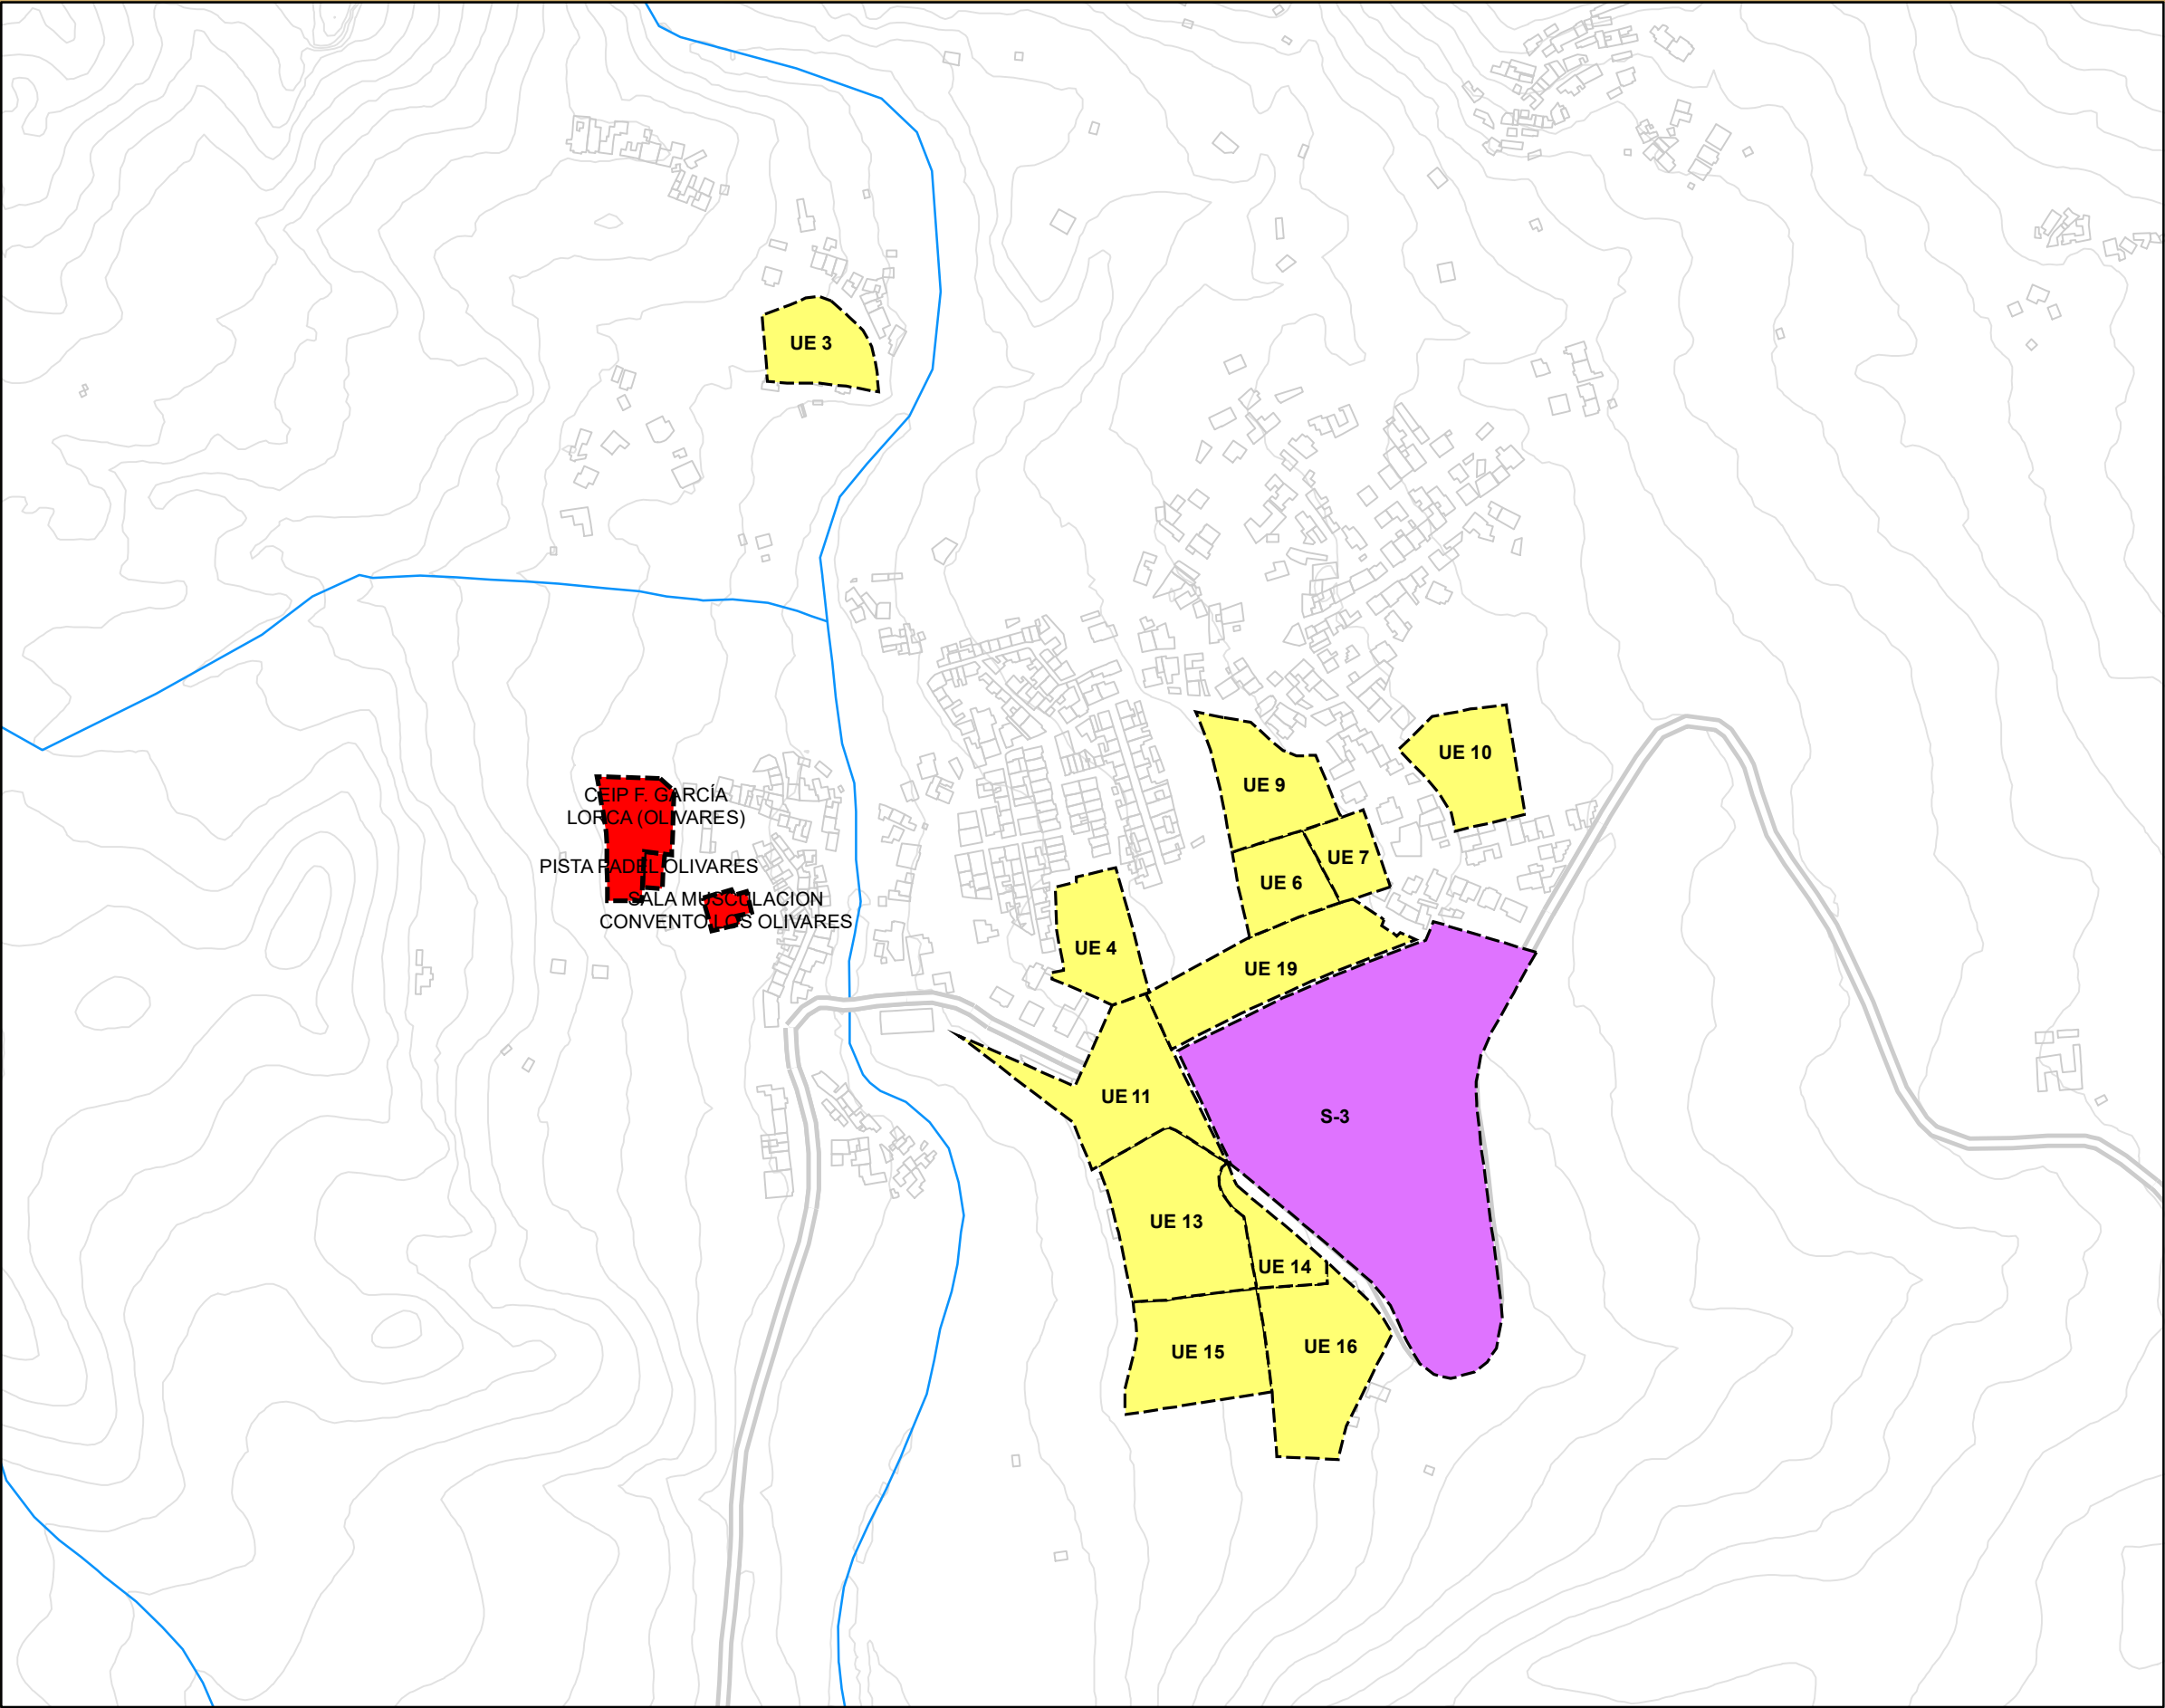 UE 3
UE 10
UE 9
CEIP F. GARCÍA
LORCA (OLIVARES)
UE 7
PISTA PADEL OLIVARES
UE 6
SALA MUSCULACION
CONVENTO LOS OLIVARES
UE 4
UE 19
UE 11
S-3
UE 13
UE 14
UE 16
UE 15